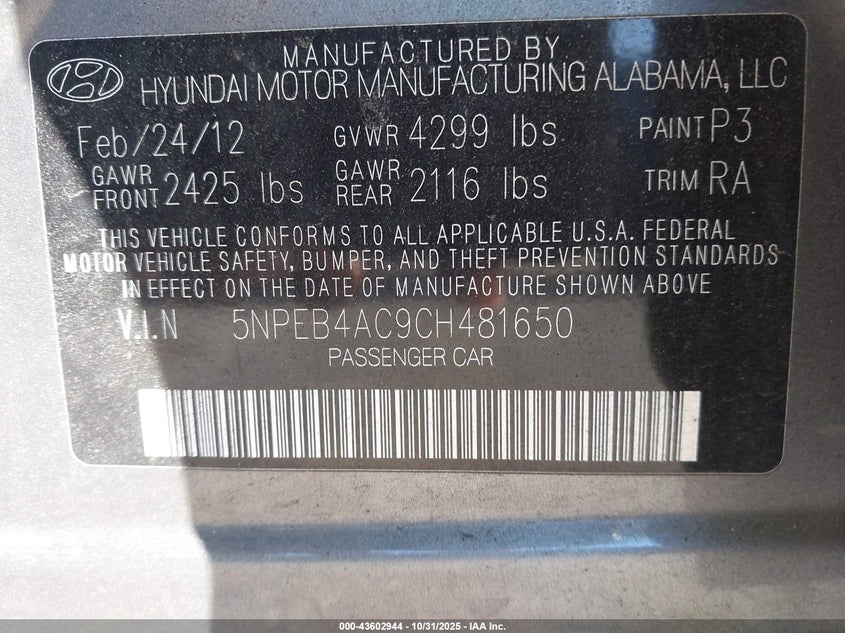 MANUFACTURED BY
HYUNDAI MOTOR MANUFACTURING ALABAMA, LLC
Feb/24/12 GVWR 4299 lbs PAINT P3
GAWR FRONT 2425 lbs GAWR REAR 2116 lbs TRIM RA
THIS VEHICLE CONFORMS TO ALL APPLICABLE U.S.A. FEDERAL
MOTOR VEHICLE SAFETY, BUMPER, AND THEFT PREVENTION STANDARDS
IN EFFECT ON THE DATE OF MANUFACTURE SHOWN ABOVE
V.I.N 5NPEB4AC9CH481650
PASSENGER CAR
000-43602944 | 10/31/2025 - IAA Inc.